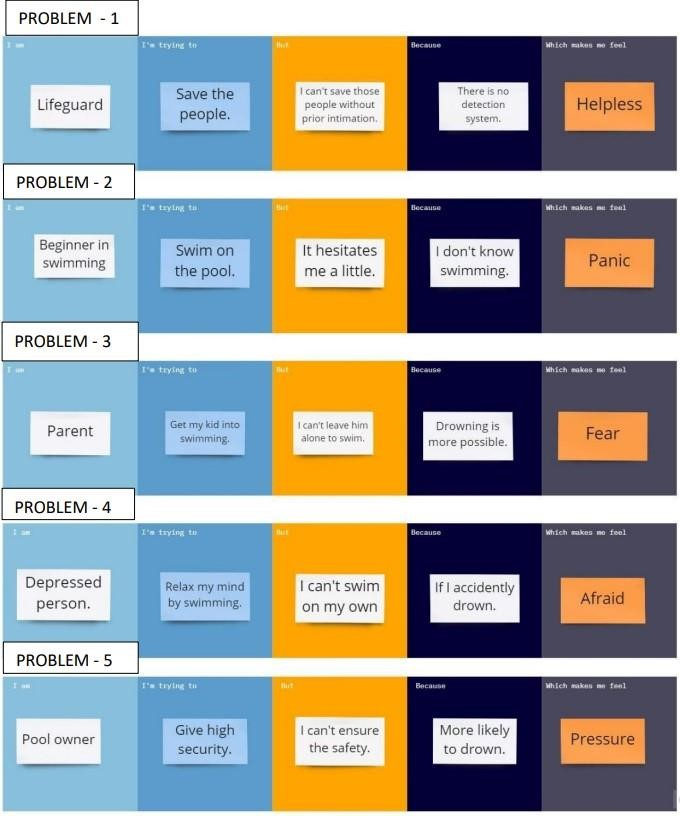 PROBLEM - 1
I am
I'm trying to
But
Because
Which makes me feel
Lifeguard
Save the
people.
I can't save those
people without
prior intimation.
There is no
detection
system.
Helpless
PROBLEM - 2
I am
I'm trying to
But
Because
Which makes me feel
Beginner in
swimming
Swim on
the pool.
It hesitates
me a little.
I don't know
swimming.
Panic
PROBLEM - 3
I am
I'm trying to
But
Because
Which makes me feel
Parent
Get my kid into
swimming.
I can't leave him
alone to swim.
Drowning is
more possible.
Fear
PROBLEM - 4
I am
I'm trying to
But
Because
Which makes me feel
Depressed
person.
Relax my mind
by swimming.
I can't swim
on my own
If I accidently
drown.
Afraid
PROBLEM - 5
I am
I'm trying to
But
Because
Which makes me feel
Pool owner
Give high
security.
I can't ensure
the safety.
More likely
to drown.
Pressure